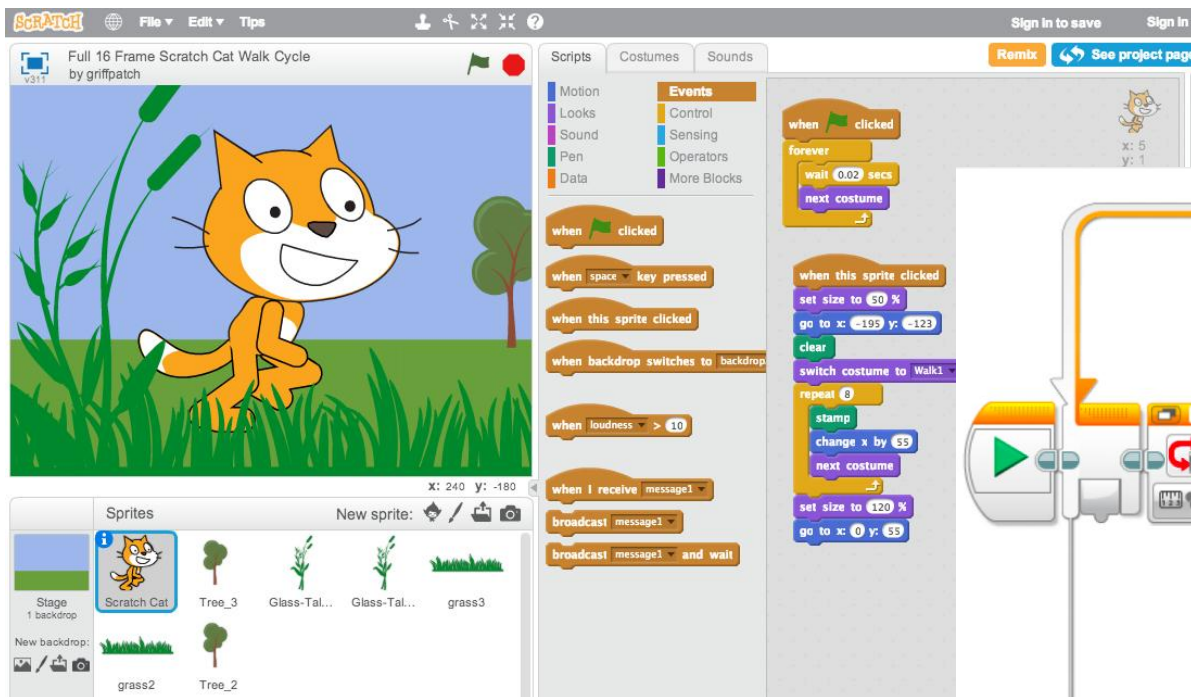 SCRATCH File Edit Tips Sign in to save Sign in
Full 16 Frame Scratch Cat Walk Cycle
by griffpatch
v311
X: 240 y: -180
Sprites New sprite:
Stage
1 backdrop
New backdrop:
Scratch Cat
Tree_3
Glass-Tal...
Glass-Tal...
grass3
grass2
Tree_2
Scripts Costumes Sounds
Motion Events
Looks Control
Sound Sensing
Pen Operators
Data More Blocks
when clicked
when space key pressed
when this sprite clicked
when backdrop switches to backdrop
when loudness > 10
when I receive message1
broadcast message1
broadcast message1 and wait
Remix See project page
x: 5
y: 1
when clicked
forever
wait 0.02 secs
next costume
when this sprite clicked
set size to 50 %
go to x: -195 y: -123
clear
switch costume to Walk1
repeat 8
stamp
change x by 55
next costume
set size to 120 %
go to x: 0 y: 55